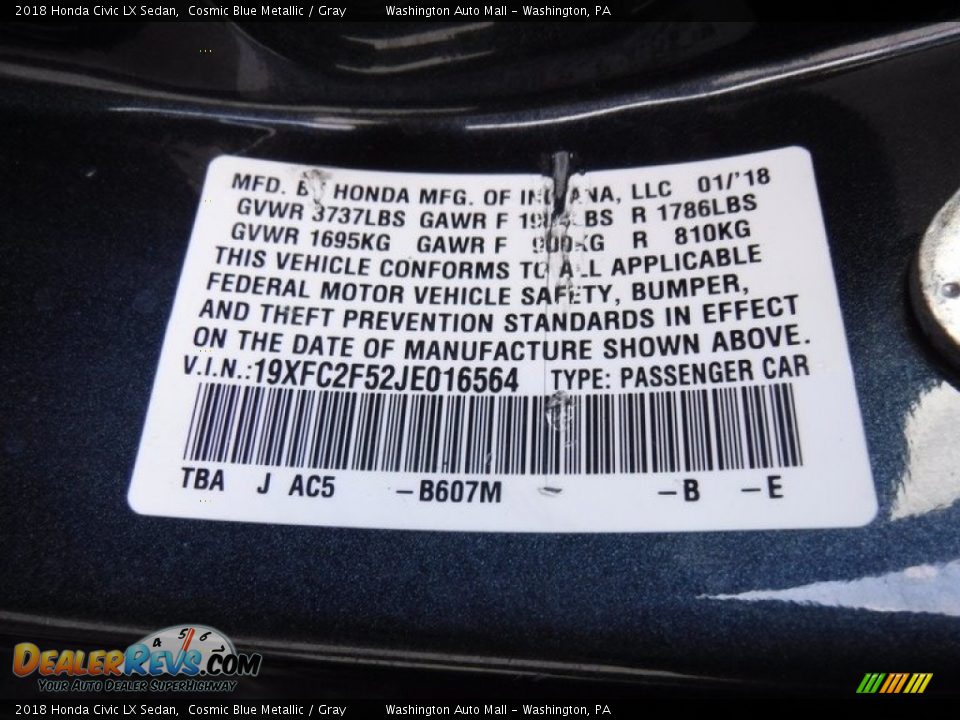 2018 Honda Civic LX Sedan,  Cosmic Blue Metallic / Gray    Washington Auto Mall - Washington, PA
MFD. HONDA MFG. OF LLC 01/'18
GVWR 3737LBS GAWR F R 1786LBS
GVWR 1695KG GAWR F R 810KG
THIS VEHICLE CONFORMS TO ALL APPLICABLE
FEDERAL MOTOR VEHICLE SAFETY, BUMPER,
AND THEFT PREVENTION STANDARDS IN EFFECT
ON THE DATE OF MANUFACTURE SHOWN ABOVE.
V.I.N.:19XFC2F52JE016564 TYPE: PASSENGER CAR
TBA J AC5 -B607M - -B -E
4 5 6
DEALERREVS.COM
YOUR AUTO DEALER SUPERHIGHWAY
2018 Honda Civic LX Sedan,  Cosmic Blue Metallic / Gray    Washington Auto Mall - Washington, PA